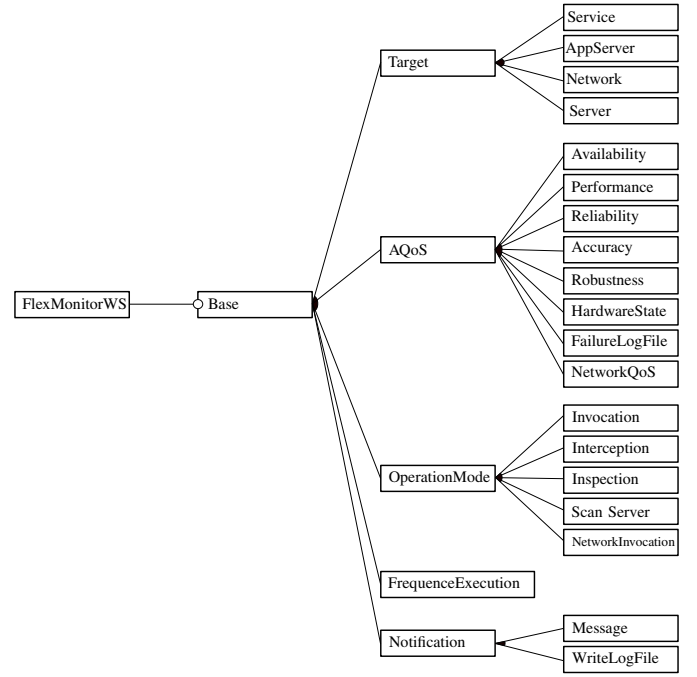 FlexMonitorWS
Base
Target
Service
AppServer
Network
Server
AQoS
Availability
Performance
Reliability
Accuracy
Robustness
HardwareState
FailureLogFile
NetworkQoS
OperationMode
Invocation
Interception
Inspection
Scan Server
NetworkInvocation
FrequenceExecution
Notification
Message
WriteLogFile